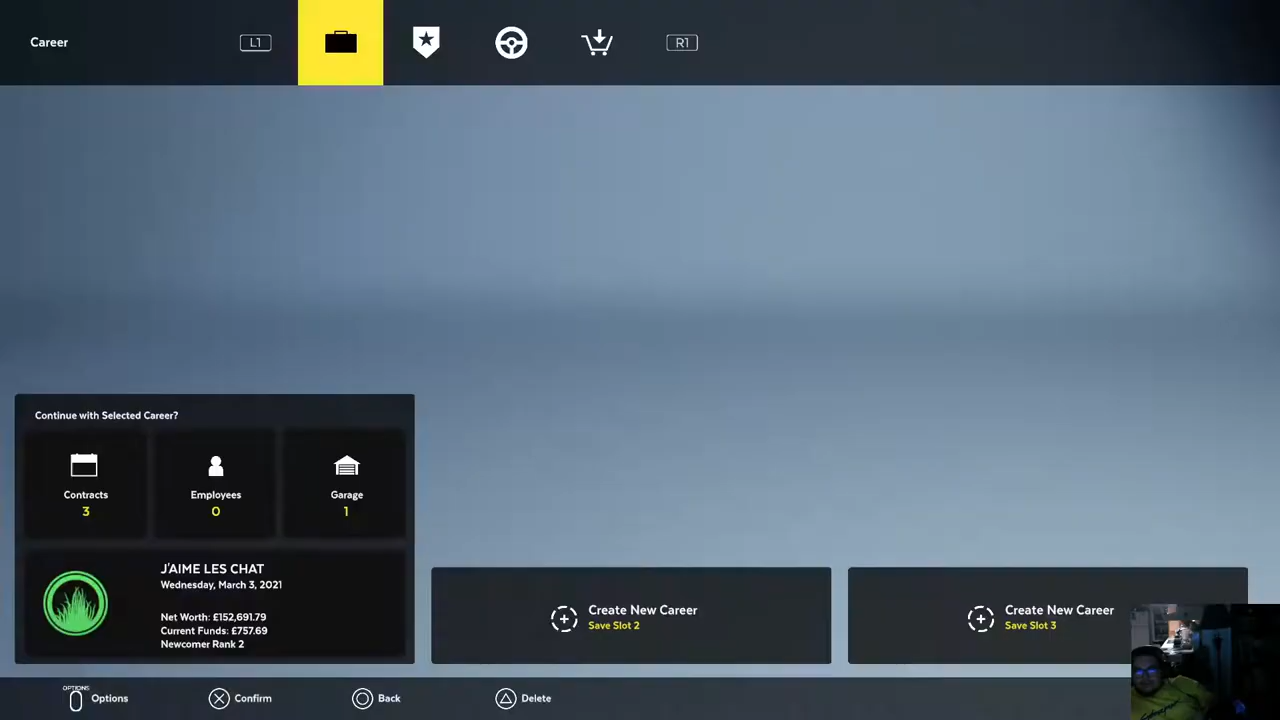 Career
L1
R1
Continue with Selected Career?
Contracts
3
Employees
0
Garage
1
J'AIME LES CHAT
Wednesday, March 3, 2021
Net Worth: £152,691.79
Current Funds: £757.69
Newcomer Rank 2
Create New Career
Save Slot 2
Create New Career
Save Slot 3
OPTIONS
Options
Confirm
Back
Delete